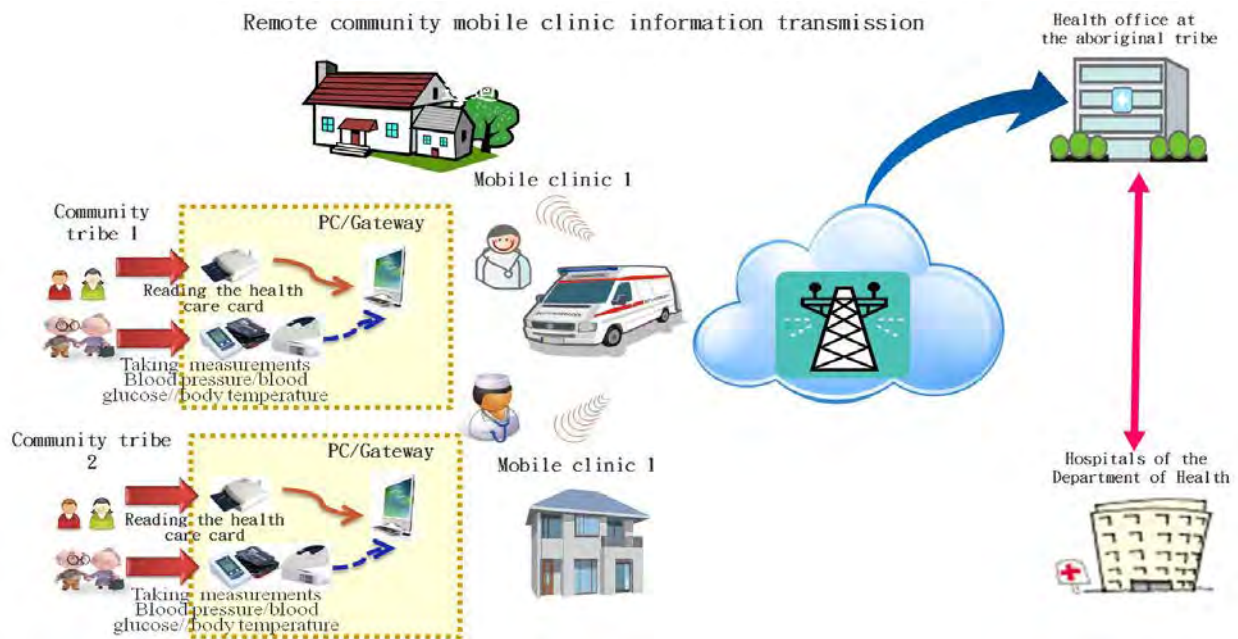 Remote community mobile clinic information transmission
Health office at
the aboriginal tribe
Mobile clinic 1
Community
tribe 1
PC/Gateway
Reading the health
care card
Taking measurements
Blood pressure/blood
glucose//body temperature
Community tribe
2
PC/Gateway
Mobile clinic 1
Reading the health
care card
Taking measurements
Blood pressure/blood
glucose//body temperature
Hospitals of the
Department of Health